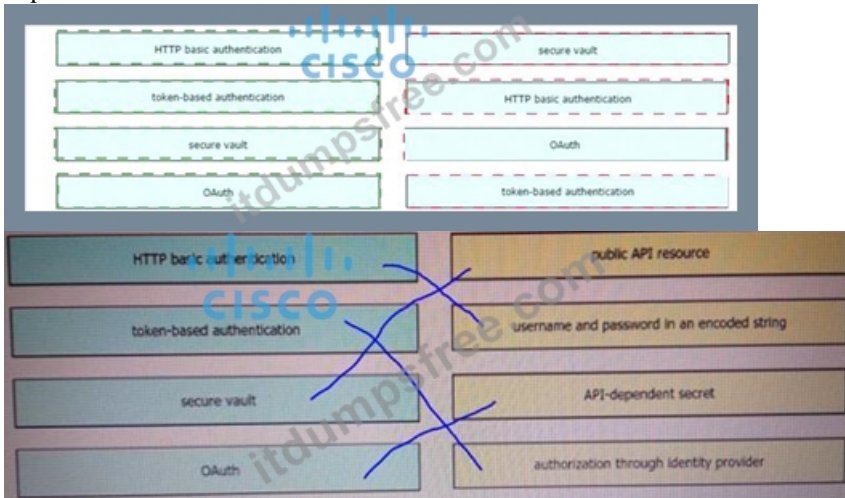 HTTP basic authentication
secure vault
token-based authentication
HTTP basic authentication
secure vault
OAuth
OAuth
token-based authentication
CISCO
itdumpsfree.com
HTTP basic authentication
public API resource
token-based authentication
username and password in an encoded string
secure vault
API-dependent secret
OAuth
authorization through identity provider
CISCO
itdumpsfree.com